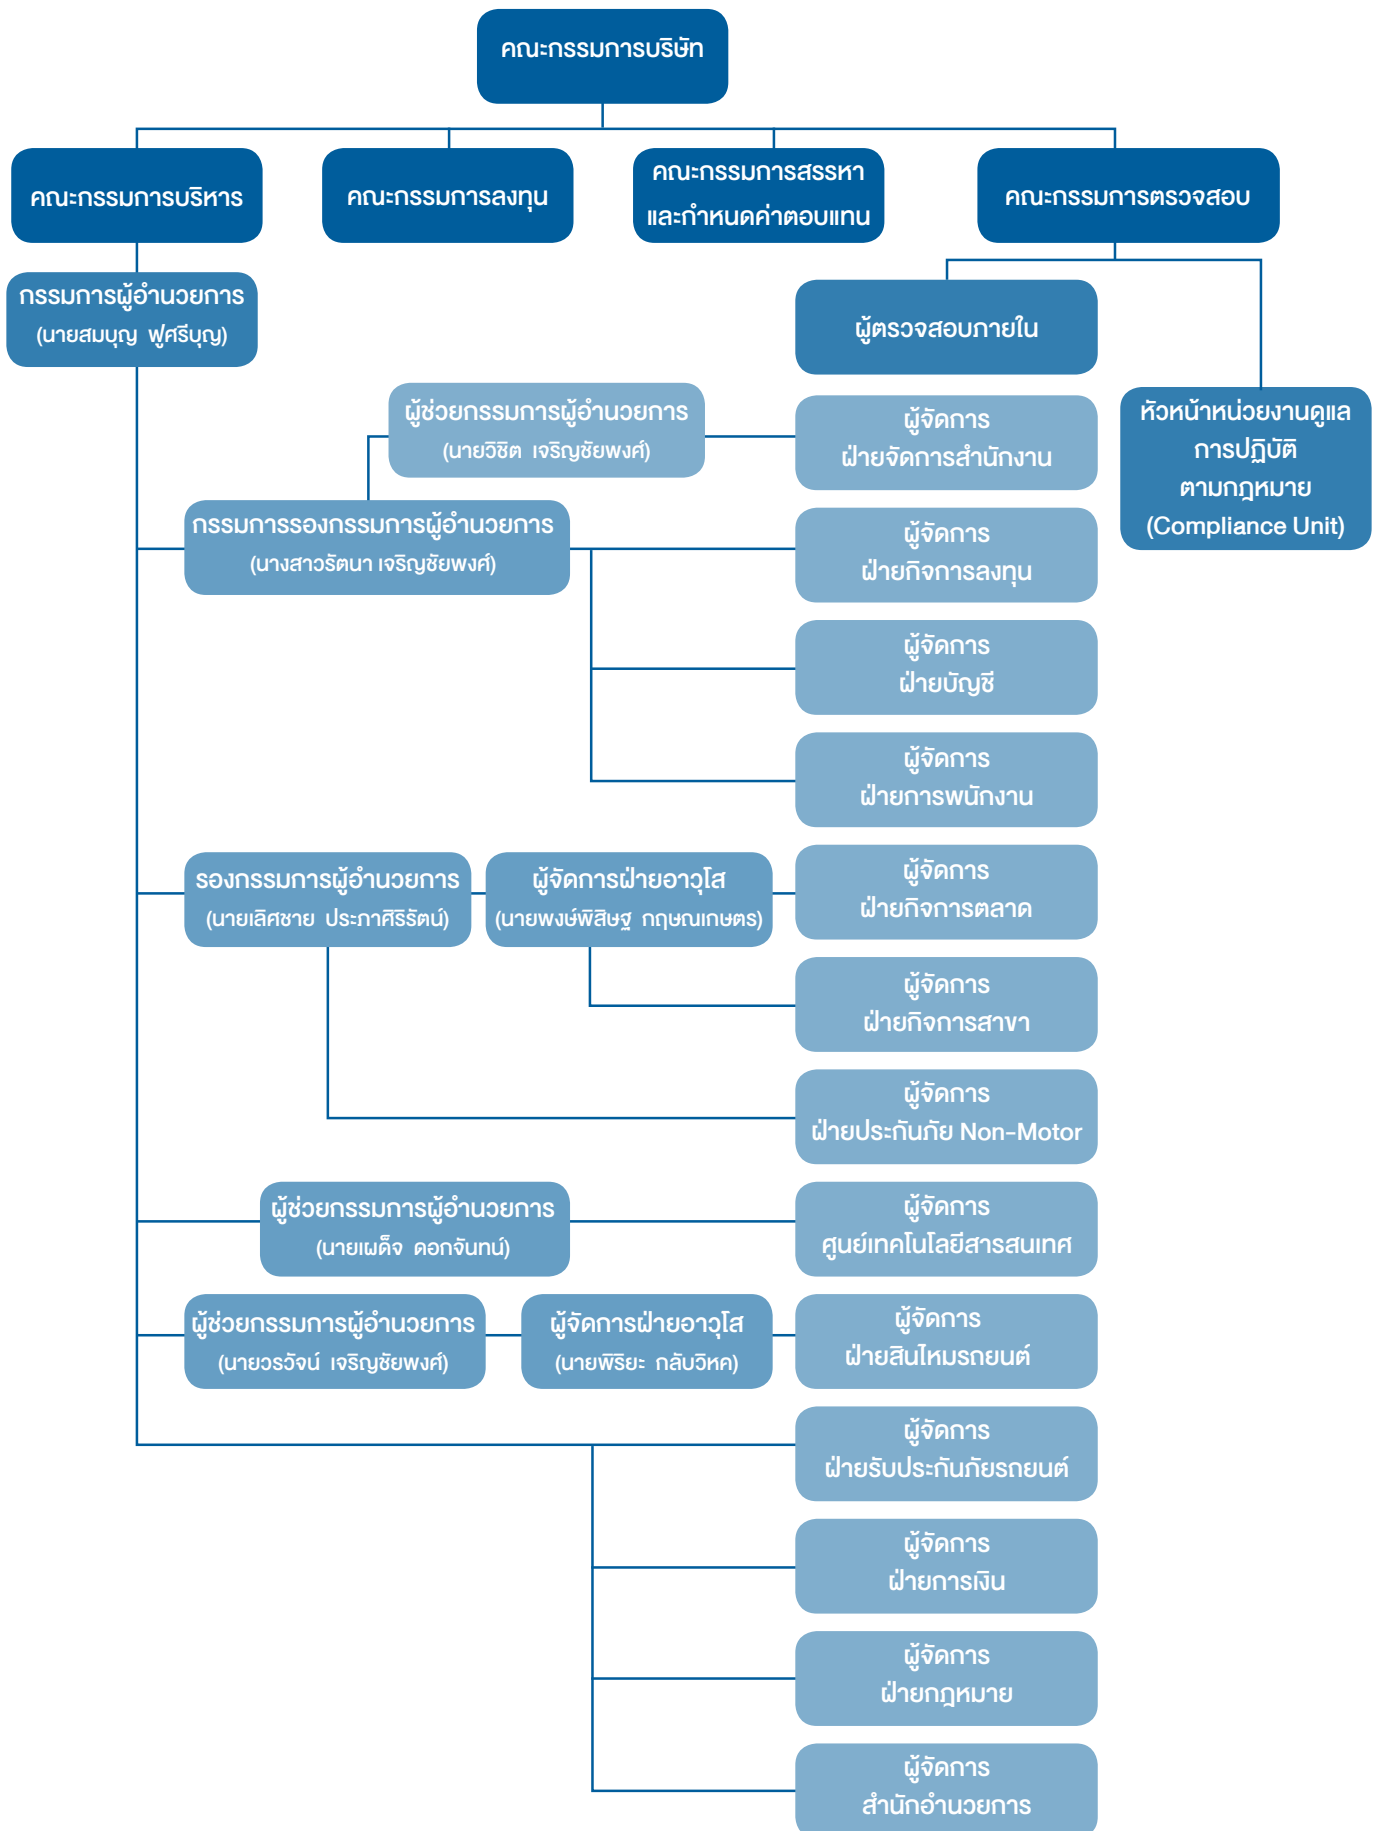 คณะกรรมการบริษัท
คณะกรรมการบริหาร
คณะกรรมการลงทุน
คณะกรรมการสรรหา
และกำหนดค่าตอบแทน
คณะกรรมการตรวจสอบ
กรรมการผู้อำนวยการ
(นายสมบุญ ฟูศรีบุญ)
ผู้ตรวจสอบภายใน
หัวหน้าหน่วยงานดูแล
การปฏิบัติ
ตามกฎหมาย
(Compliance Unit)
ผู้ช่วยกรรมการผู้อำนวยการ
(นายวิชิต เจริญชัยพงศ์)
ผู้จัดการ
ฝ่ายจัดการสำนักงาน
กรรมการรองกรรมการผู้อำนวยการ
(นางสาวรัตนา เจริญชัยพงศ์)
ผู้จัดการ
ฝ่ายกิจการลงทุน
ผู้จัดการ
ฝ่ายบัญชี
ผู้จัดการ
ฝ่ายการพนักงาน
รองกรรมการผู้อำนวยการ
(นายเลิศชาย ประภาศิริรัตน์)
ผู้จัดการฝ่ายอาวุโส
(นายพงษ์พิสิษฐ กฤษณเกษตร)
ผู้จัดการ
ฝ่ายกิจการตลาด
ผู้จัดการ
ฝ่ายกิจการสาขา
ผู้จัดการ
ฝ่ายประกันภัย Non-Motor
ผู้ช่วยกรรมการผู้อำนวยการ
(นายเผด็จ ดอกจันทน์)
ผู้จัดการ
ศูนย์เทคโนโลยีสารสนเทศ
ผู้ช่วยกรรมการผู้อำนวยการ
(นายวรวัจน์ เจริญชัยพงศ์)
ผู้จัดการฝ่ายอาวุโส
(นายพิริยะ กลับวิหค)
ผู้จัดการ
ฝ่ายสินไหมรถยนต์
ผู้จัดการ
ฝ่ายรับประกันภัยรถยนต์
ผู้จัดการ
ฝ่ายการเงิน
ผู้จัดการ
ฝ่ายกฎหมาย
ผู้จัดการ
สำนักอำนวยการ